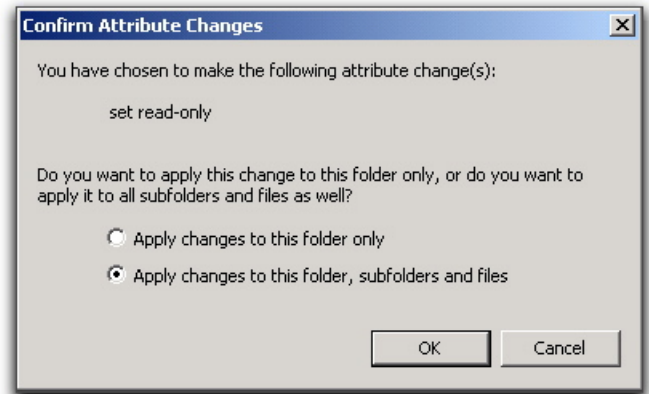 Confirm Attribute Changes
You have chosen to make the following attribute change(s):
set read-only
Do you want to apply this change to this folder only, or do you want to
apply it to all subfolders and files as well?
Apply changes to this folder only
Apply changes to this folder, subfolders and files
OK
Cancel